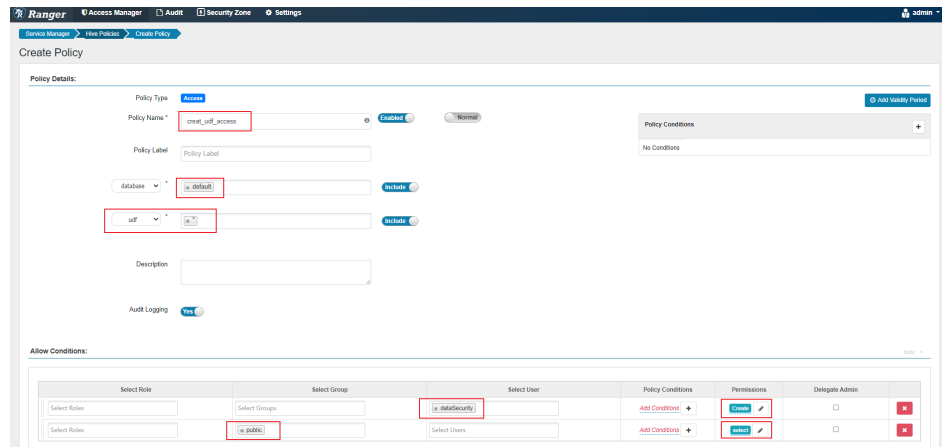 Ranger Access Manager Audit Security Zone Settings admin
Service Manager Hive Policies Create Policy
Create Policy
Policy Details:
Policy Type Access
Add Validity Period
Policy Name * creat_udf_access Enabled Normal
Policy Conditions +
No Conditions
Policy Label Policy Label
database * default Include
udf * * Include
Description
Audit Logging Yes
Allow Conditions:
hide
Select Role Select Group Select User Policy Conditions Permissions Delegate Admin
Select Roles Select Groups dataSecurity Add Conditions + Create
Select Roles public Select Users Add Conditions + select